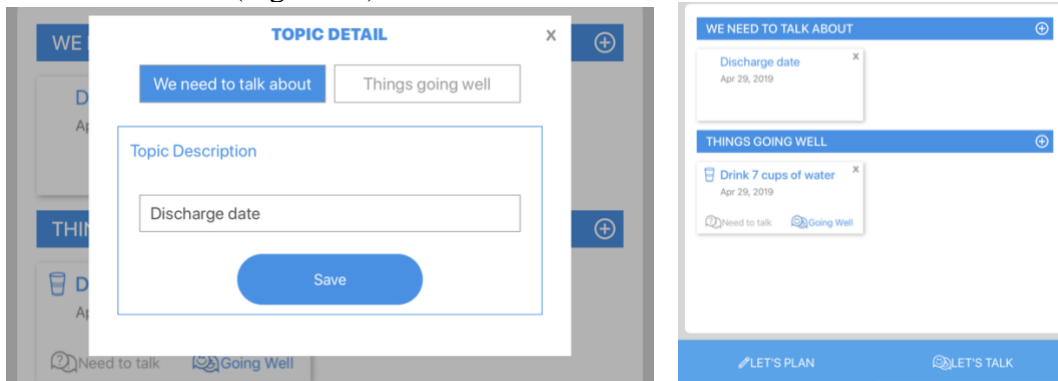 TOPIC DETAIL
X
WE
We need to talk about
Things going well
D
Topic Description
Discharge date
THI
Save
D
Need to talk
Going Well
WE NEED TO TALK ABOUT
Discharge date
X
Apr 29, 2019
THINGS GOING WELL
Drink 7 cups of water
X
Apr 29, 2019
Need to talk
Going Well
LET'S PLAN
LET'S TALK